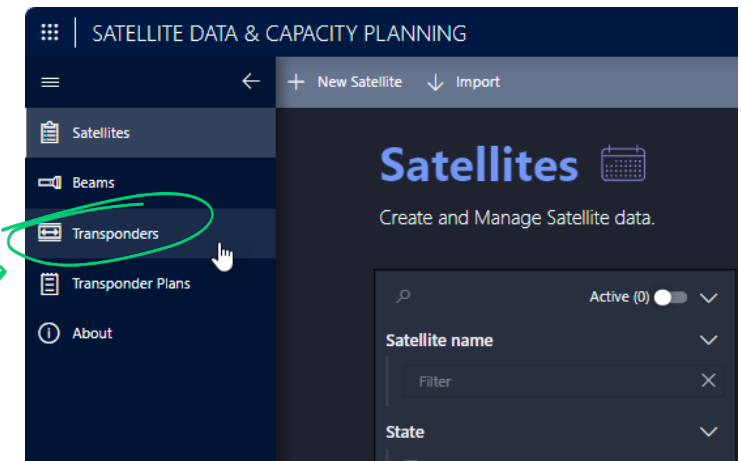 SATELLITE DATA & CAPACITY PLANNING
New Satellite Import
Satellites
Beams
Transponders
Transponder Plans
About
Satellites
Create and Manage Satellite data.
Active (0)
Satellite name
Filter
State